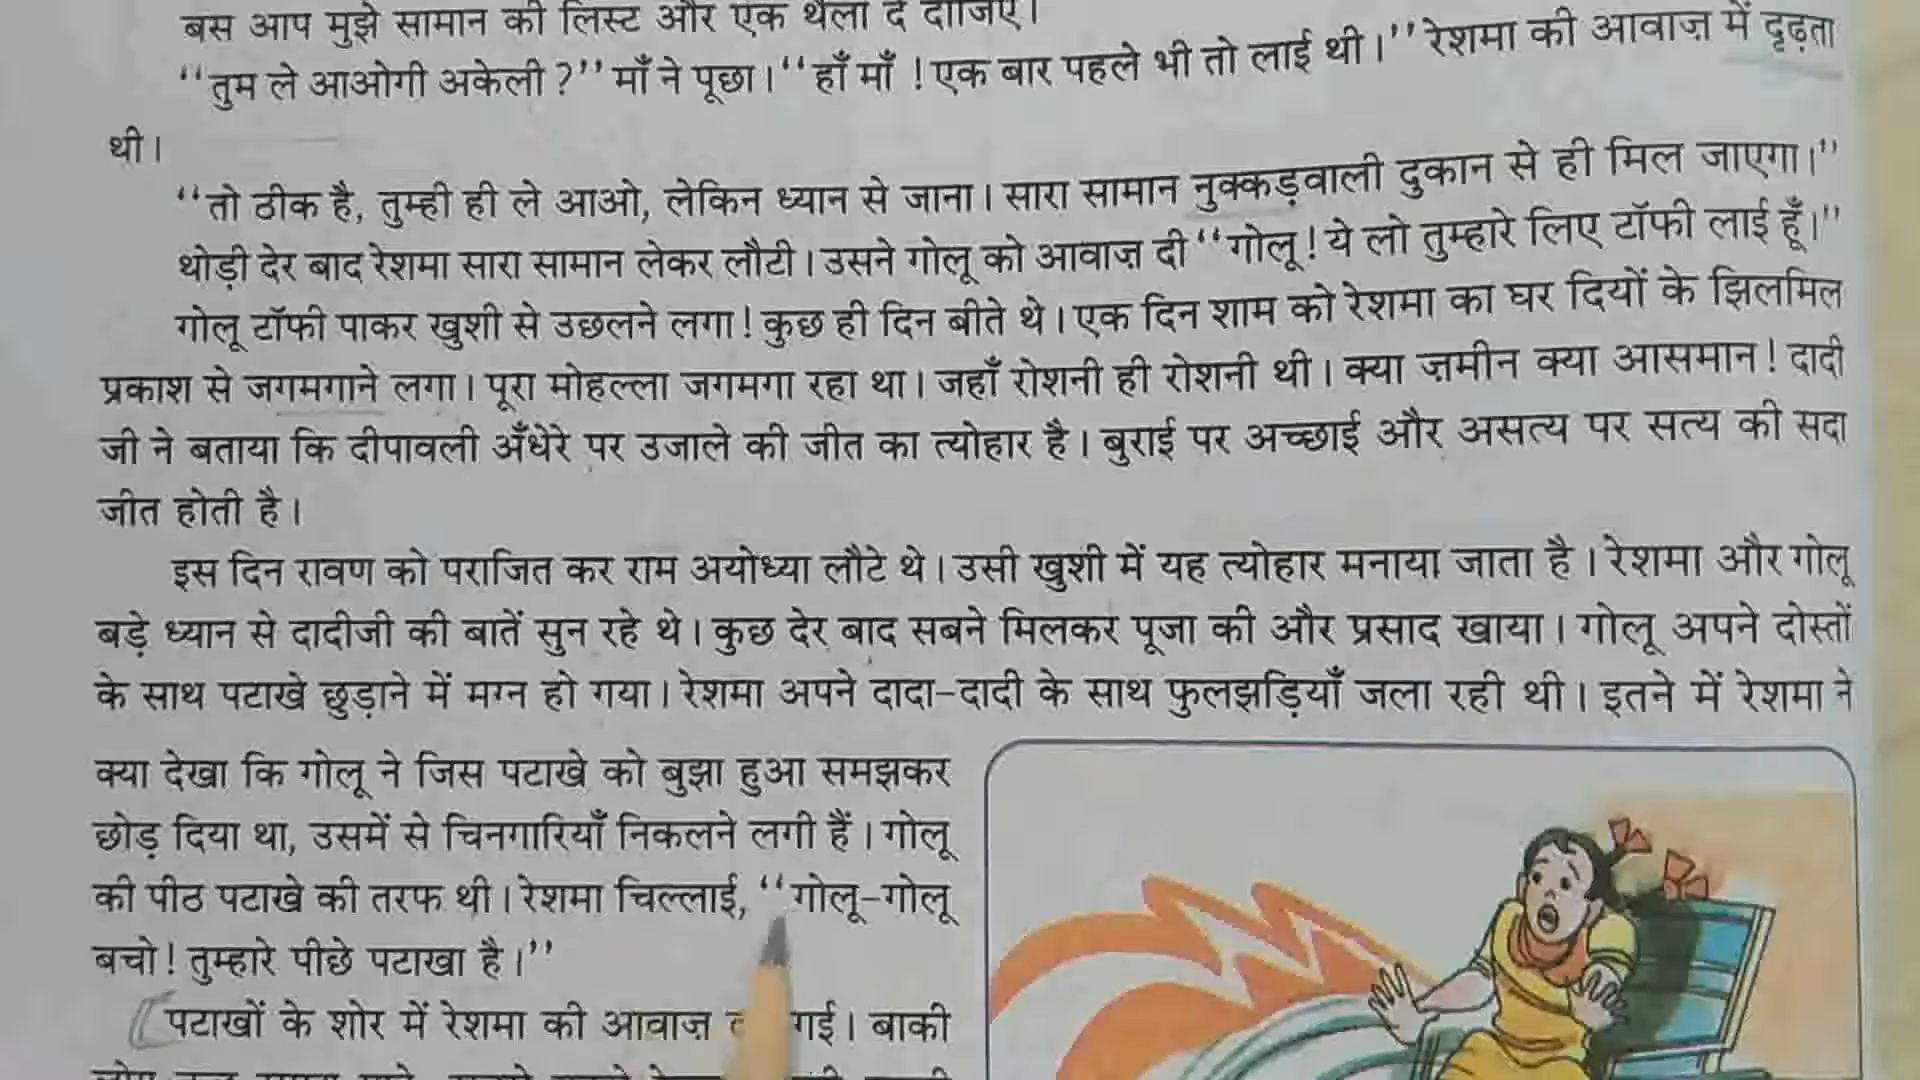 बस आप मुझे सामान की लिस्ट और एक थैला दे दीजिए।
“तुम ले आओगी अकेली ?” माँ ने पूछा। “हाँ माँ ! एक बार पहले भी तो लाई थी।” रेशमा की आवाज़ में दृढ़ता
थी।
“तो ठीक है, तुम्ही ही ले आओ, लेकिन ध्यान से जाना। सारा सामान नुक्कड़वाली दुकान से ही मिल जाएगा।”
थोड़ी देर बाद रेशमा सारा सामान लेकर लौटी। उसने गोलू को आवाज़ दी “गोलू! ये लो तुम्हारे लिए टॉफी लाई हूँ।”
गोलू टॉफी पाकर खुशी से उछलने लगा! कुछ ही दिन बीते थे। एक दिन शाम को रेशमा का घर दियों के झिलमिल
प्रकाश से जगमगाने लगा। पूरा मोहल्ला जगमगा रहा था। जहाँ रोशनी ही रोशनी थी। क्या ज़मीन क्या आसमान! दादी
जी ने बताया कि दीपावली अँधेरे पर उजाले की जीत का त्योहार है। बुराई पर अच्छाई और असत्य पर सत्य की सदा
जीत होती है।
इस दिन रावण को पराजित कर राम अयोध्या लौटे थे। उसी खुशी में यह त्योहार मनाया जाता है। रेशमा और गोलू
बड़े ध्यान से दादीजी की बातें सुन रहे थे। कुछ देर बाद सबने मिलकर पूजा की और प्रसाद खाया। गोलू अपने दोस्तों
के साथ पटाखे छुड़ाने में मग्न हो गया। रेशमा अपने दादा-दादी के साथ फुलझड़ियाँ जला रही थी। इतने में रेशमा ने
क्या देखा कि गोलू ने जिस पटाखे को बुझा हुआ समझकर
छोड़ दिया था, उसमें से चिनगारियाँ निकलने लगी हैं। गोलू
की पीठ पटाखे की तरफ थी। रेशमा चिल्लाई, “गोलू-गोलू
बचो! तुम्हारे पीछे पटाखा है।”
पटाखों के शोर में रेशमा की आवाज़ गई। बाकी